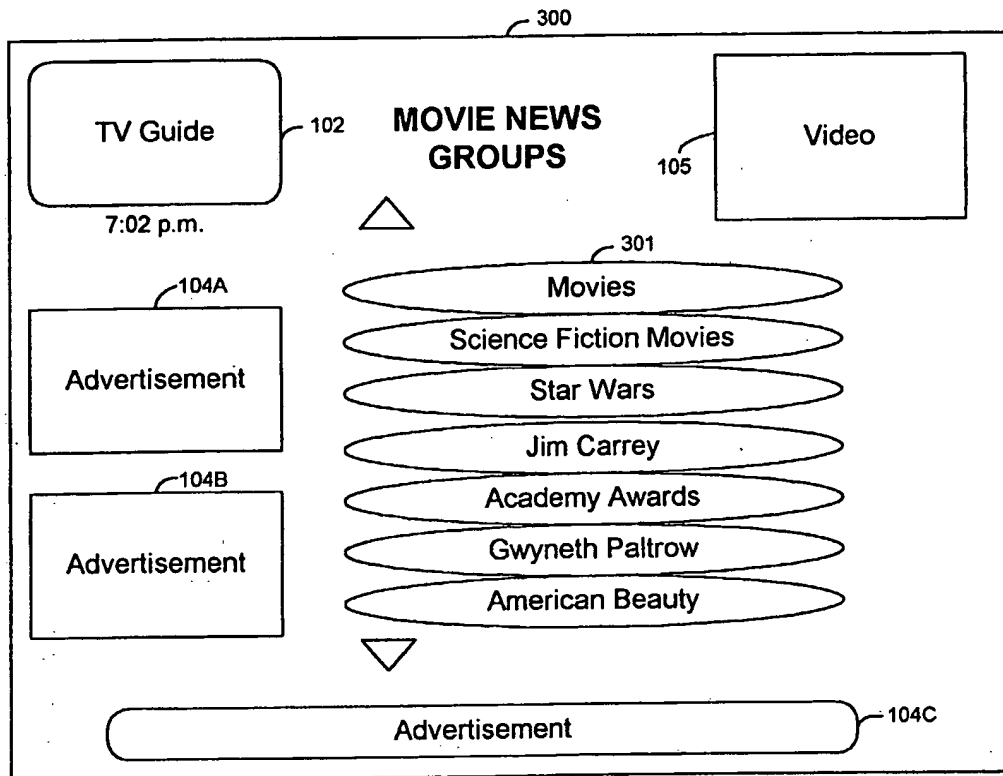 300
TV Guide
102
MOVIE NEWS
GROUPS
105
Video
7:02 p.m.
301
Movies
104A
Advertisement
Science Fiction Movies
Star Wars
Jim Carrey
104B
Advertisement
Academy Awards
Gwyneth Paltrow
American Beauty
Advertisement
104C